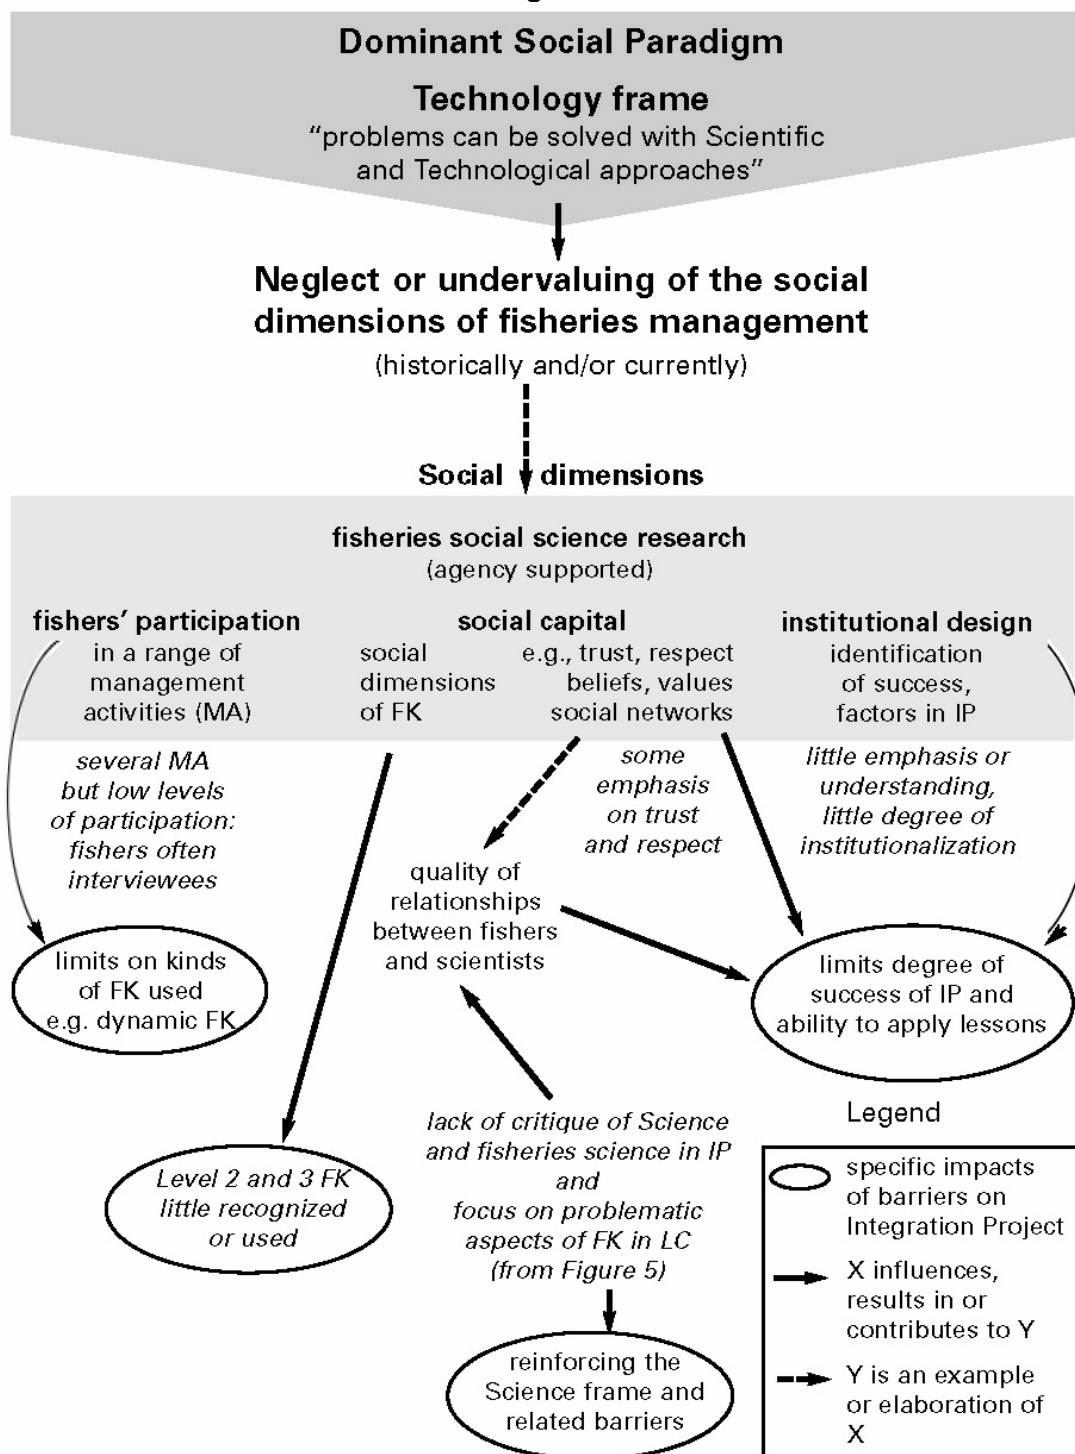 Dominant Social Paradigm
Technology frame
“problems can be solved with Scientific
and Technological approaches”
Neglect or undervaluing of the social
dimensions of fisheries management
(historically and/or currently)
Social dimensions
fisheries social science research
(agency supported)
fishers’ participation
in a range of
management
activities (MA)
social capital
social
dimensions
of FK
e.g., trust, respect
beliefs, values
social networks
institutional design
identification
of success,
factors in IP
several MA
but low levels
of participation:
fishers often
interviewees
some
emphasis
on trust
and respect
little emphasis or
understanding,
little degree of
institutionalization
quality of
relationships
between fishers
and scientists
limits on kinds
of FK used
e.g. dynamic FK
limits degree of
success of IP and
ability to apply lessons
Level 2 and 3 FK
little recognized
or used
lack of critique of Science
and fisheries science in IP
and
focus on problematic
aspects of FK in LC
(from Figure 5)
reinforcing the
Science frame and
related barriers
Legend
specific impacts
of barriers on
Integration Project
X influences,
results in or
contributes to Y
Y is an example
or elaboration of
X